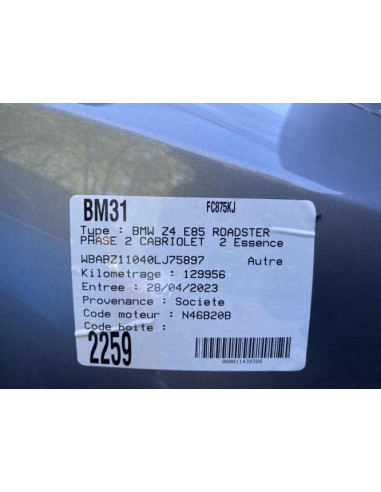 BM31 FC875KJ
Type : BMW Z4 E85 ROADSTER
PHASE 2 CABRIOLET 2 Essence
WBABZ11040LJ75897 Autre
Kilometrage : 129956
Entree : 28/04/2023
Provenance : Societe
Code moteur : N46B20B
Code boite :
2259
000011430306